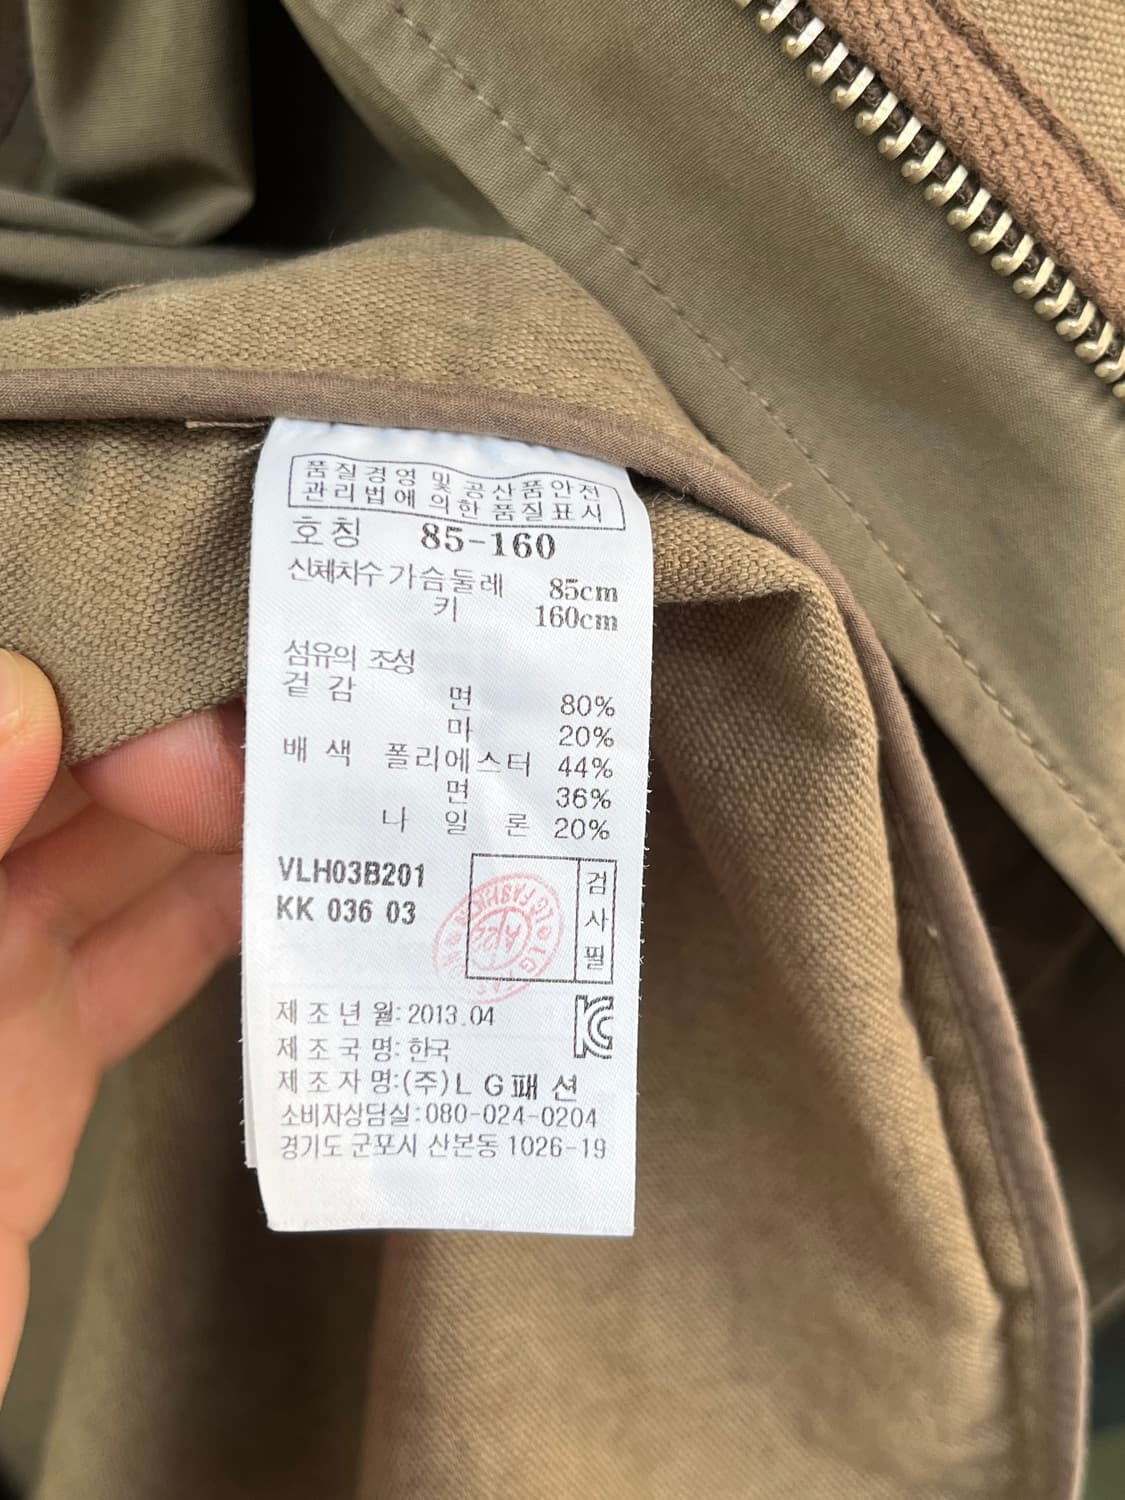 품질경영 및 공산품안전
관리법에 의한 품질표시
호칭 85-160
신체치수 가슴둘레 85cm
키 160cm
섬유의 조성
겉 감 면 80%
마 20%
배 색 폴리에스터 44%
면 36%
나 일 론 20%
VLH03B201
KK 036 03
검사필
제 조 년 월: 2013.04
제 조 국 명: 한국
제 조 자 명:(주)L G 패 션
소비자상담실:080-024-0204
경기도 군포시 산본동 1026-19